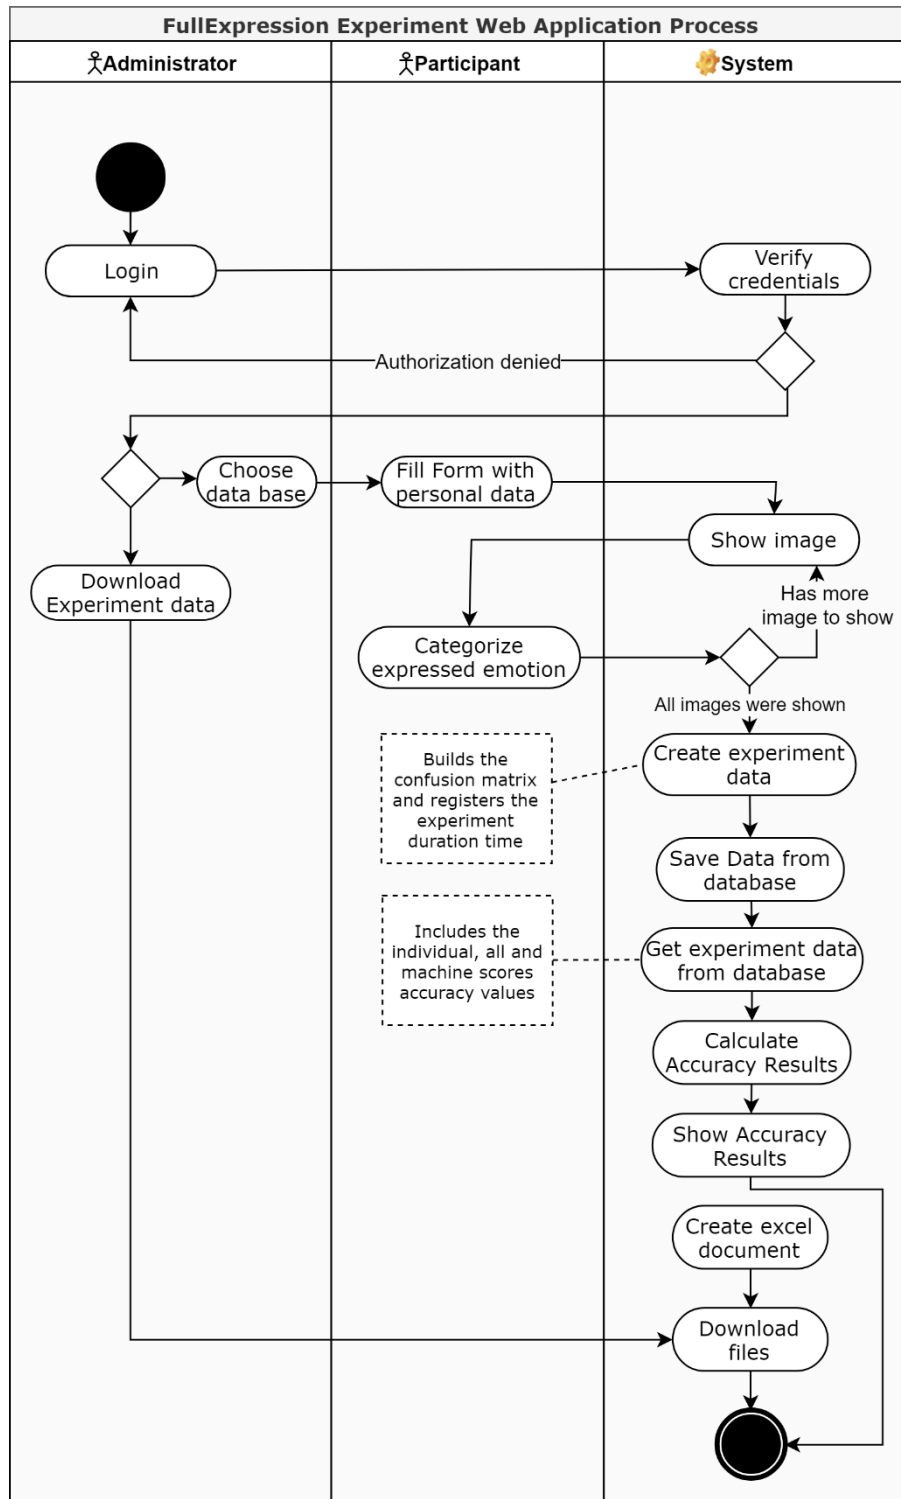 FullExpression Experiment Web Application Process
Administrator
Participant
System
Login
Verify
credentials
Authorization denied
Choose
data base
Fill Form with
personal data
Show image
Download
Experiment data
Has more
image to show
Categorize
expressed emotion
All images were shown
Builds the
confusion matrix
and registers the
experiment
duration time
Create experiment
data
Save Data from
database
Includes the
individual, all and
machine scores
accuracy values
Get experiment data
from database
Calculate
Accuracy Results
Show Accuracy
Results
Create excel
document
Download
files